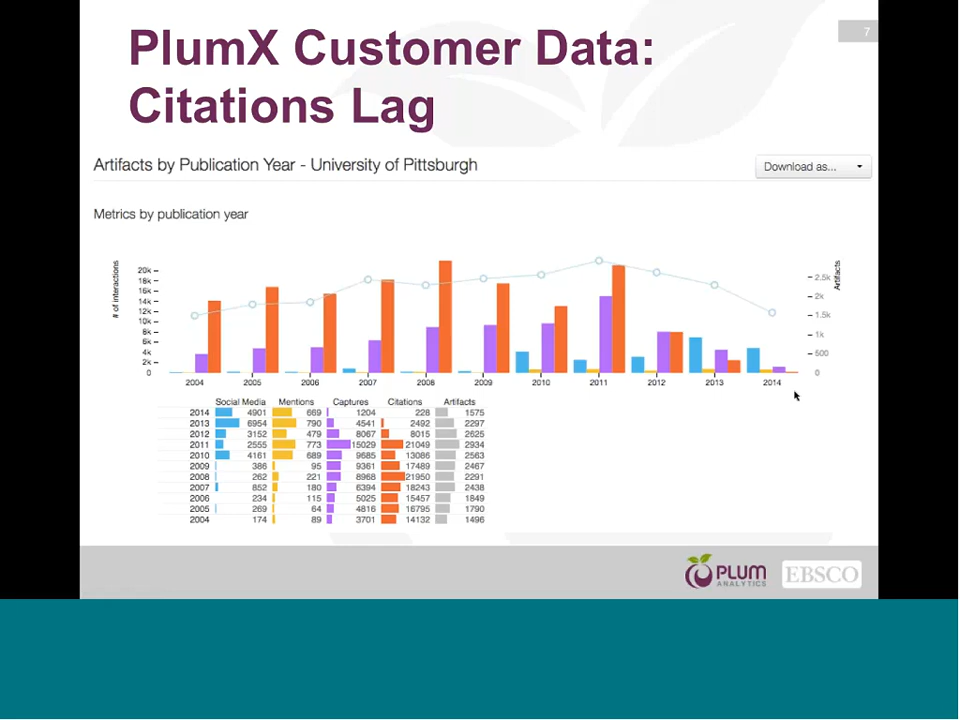 7
PlumX Customer Data:
Citations Lag
Artifacts by Publication Year - University of Pittsburgh
Download as...
Metrics by publication year
# of interactions
20k
18k
16k
14k
12k
10k
8k
6k
4k
2k
0
Artifacts
2.5k
2k
1.5k
1k
500
0
2004 2005 2006 2007 2008 2009 2010 2011 2012 2013 2014
Social Media Mentions Captures Citations Artifacts
2014 4901 669 1204 228 1575
2013 6954 790 4541 2492 2297
2012 3152 479 8067 8015 2625
2011 2555 773 15029 21049 2934
2010 4161 689 9685 13086 2563
2009 386 95 9361 17489 2467
2008 262 221 8968 21950 2291
2007 852 180 6394 18243 2438
2006 234 115 5025 15457 1849
2005 269 64 4816 16795 1790
2004 174 89 3701 14132 1496
PLUM
ANALYTICS
EBSCO